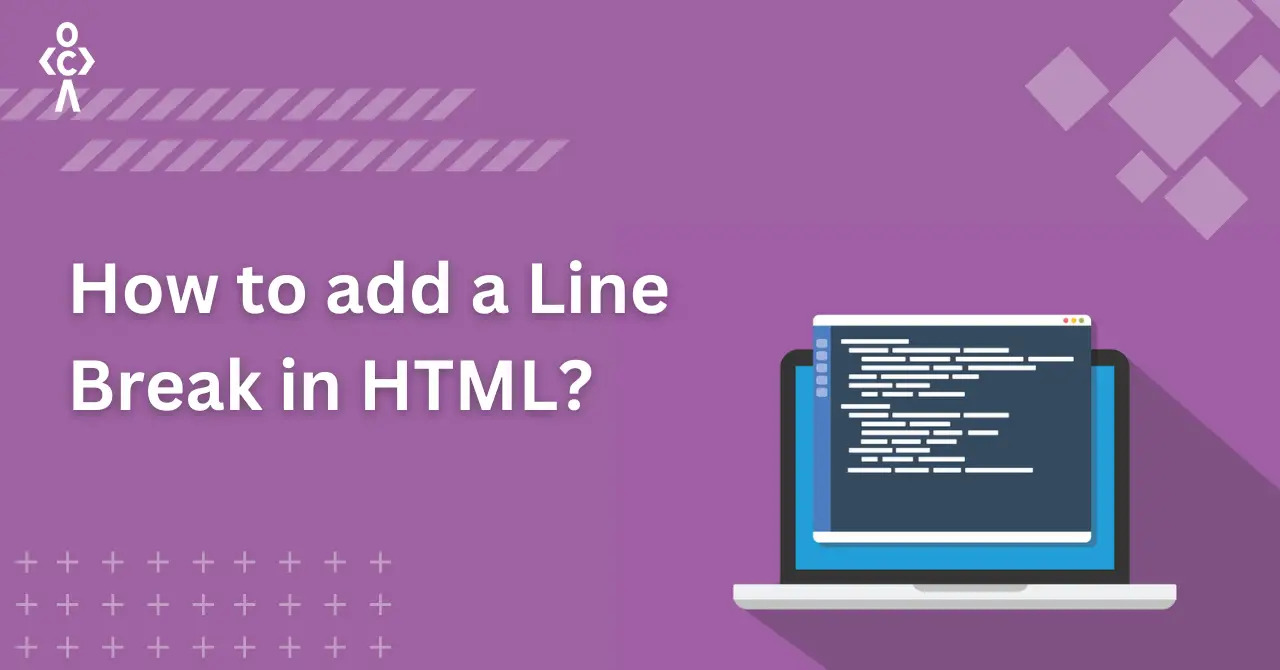 O
<C>
Λ
How to add a Line
Break in HTML?